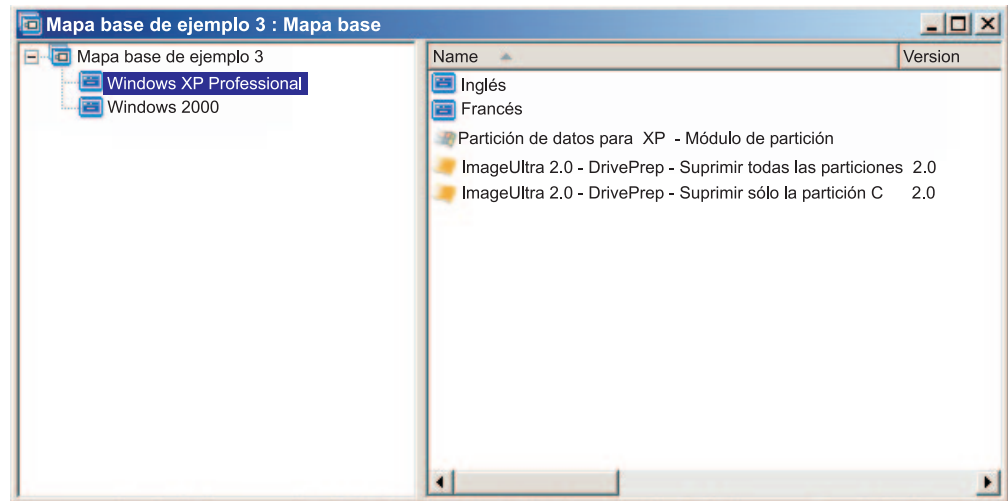 Mapa base de ejemplo 3 : Mapa base
Mapa base de ejemplo 3
Windows XP Professional
Windows 2000
Name Version
Inglés
Francés
Partición de datos para XP - Módulo de partición
ImageUltra 2.0 - DrivePrep - Suprimir todas las particiones 2.0
ImageUltra 2.0 - DrivePrep - Suprimir sólo la partición C 2.0